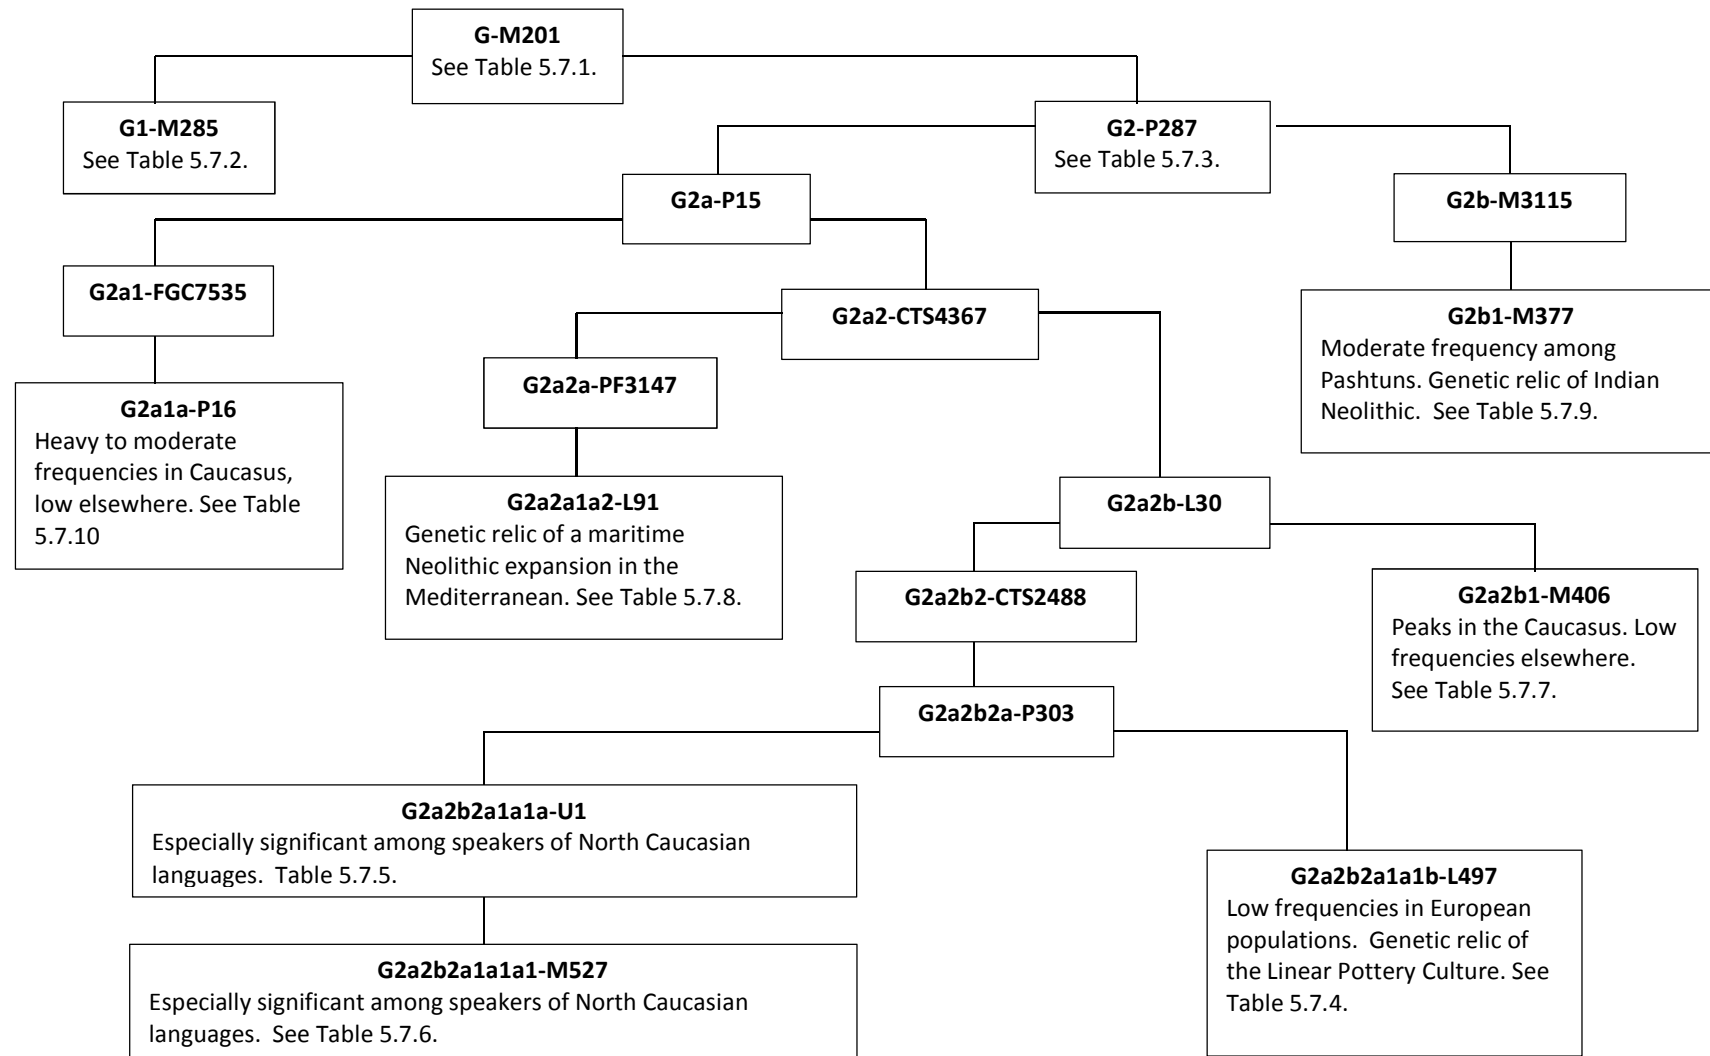 G-M201
See Table 5.7.1.
G1-M285
See Table 5.7.2.
G2-P287
See Table 5.7.3.
G2a-P15
G2b-M3115
G2a1-FGC7535
G2a2-CTS4367
G2b1-M377
Moderate frequency among
Pashtuns. Genetic relic of Indian
Neolithic.  See Table 5.7.9.
G2a2a-PF3147
G2a1a-P16
Heavy to moderate
frequencies in Caucasus,
low elsewhere. See Table
5.7.10
G2a2a1a2-L91
Genetic relic of a maritime
Neolithic expansion in the
Mediterranean. See Table 5.7.8.
G2a2b-L30
G2a2b2-CTS2488
G2a2b1-M406
Peaks in the Caucasus. Low
frequencies elsewhere.
See Table 5.7.7.
G2a2b2a-P303
G2a2b2a1a1a-U1
Especially significant among speakers of North Caucasian
languages.  Table 5.7.5.
G2a2b2a1a1b-L497
Low frequencies in European
populations.  Genetic relic of
the Linear Pottery Culture. See
Table 5.7.4.
G2a2b2a1a1a1-M527
Especially significant among speakers of North Caucasian
languages.  See Table 5.7.6.